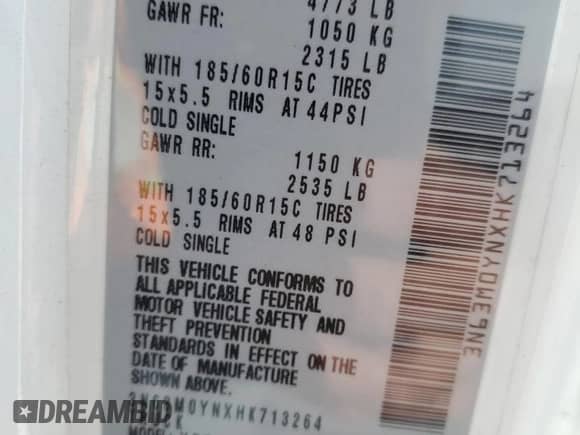 4773 LB
GAWR FR: 1050 KG
2315 LB
WITH 185/60R15C TIRES
15x5.5 RIMS AT 44PSI
COLD SINGLE
GAWR RR: 1150 KG
2535 LB
WITH 185/60R15C TIRES
15x5.5 RIMS AT 48 PSI
COLD SINGLE
THIS VEHICLE CONFORMS TO
ALL APPLICABLE FEDERAL
MOTOR VEHICLE SAFETY AND
THEFT PREVENTION
STANDARDS IN EFFECT ON THE
DATE OF MANUFACTURE
SHOWN ABOVE.
3N6CM0YNXHK713264
3N6CM0YNXHK713264
DREAMBID